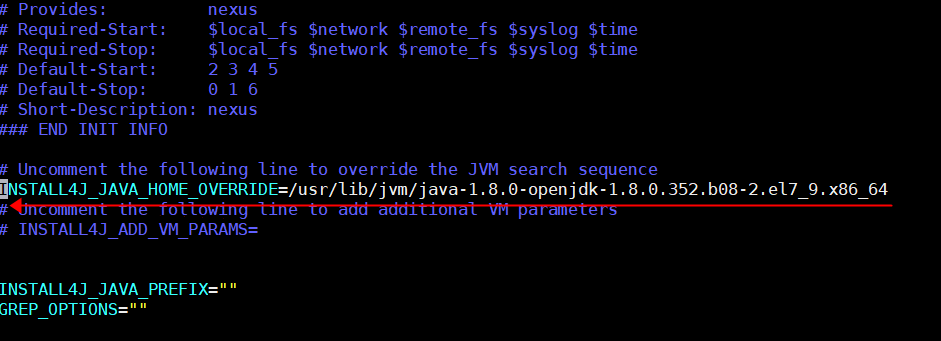 # Provides:          nexus
# Required-Start:    $local_fs $network $remote_fs $syslog $time
# Required-Stop:     $local_fs $network $remote_fs $syslog $time
# Default-Start:     2 3 4 5
# Default-Stop:      0 1 6
# Short-Description: nexus
### END INIT INFO
# Uncomment the following line to override the JVM search sequence
INSTALL4J_JAVA_HOME_OVERRIDE=/usr/lib/jvm/java-1.8.0-openjdk-1.8.0.352.b08-2.el7_9.x86_64
# Uncomment the following line to add additional VM parameters
# INSTALL4J_ADD_VM_PARAMS=
INSTALL4J_JAVA_PREFIX=""
GREP_OPTIONS=""